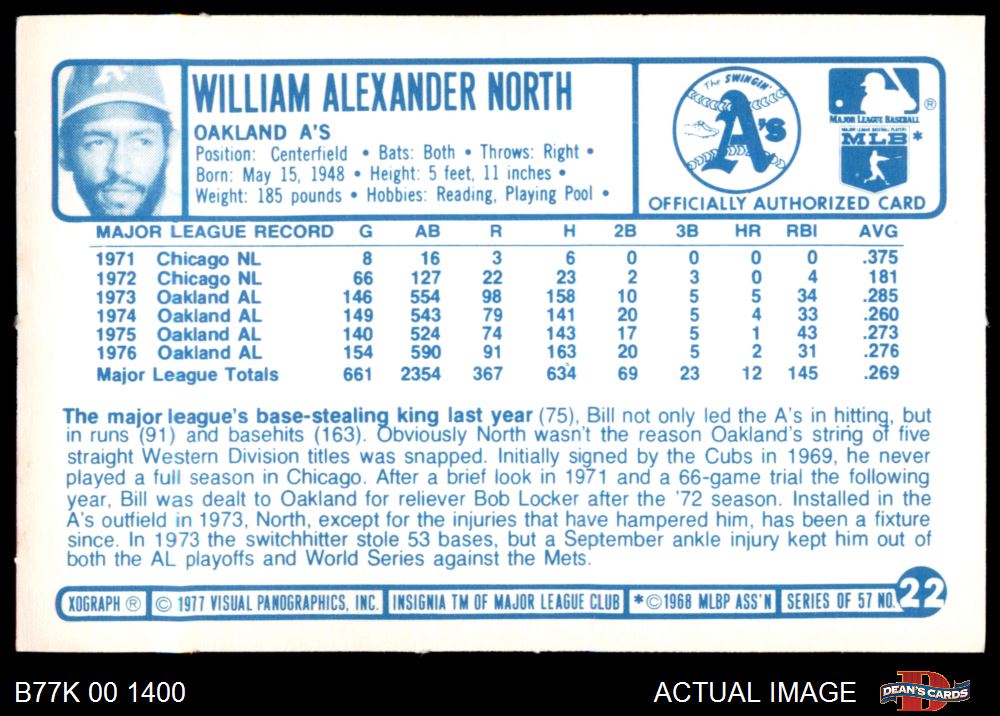 WILLIAM ALEXANDER NORTH
OAKLAND A'S
Position: Centerfield • Bats: Both • Throws: Right •
Born: May 15, 1948 • Height: 5 feet, 11 inches •
Weight: 185 pounds • Hobbies: Reading, Playing Pool •
The SWINGIN'
A's
®
MAJOR LEAGUE BASEBALL
MAJOR LEAGUE BASEBALL PLAYERS
MLB*
OFFICIALLY AUTHORIZED CARD
MAJOR LEAGUE RECORD G AB R H 2B 3B HR RBI AVG
1971 Chicago NL 8 16 3 6 0 0 0 0 .375
1972 Chicago NL 66 127 22 23 2 3 0 4 181
1973 Oakland AL 146 554 98 158 10 5 5 34 .285
1974 Oakland AL 149 543 79 141 20 5 4 33 .260
1975 Oakland AL 140 524 74 143 17 5 1 43 .273
1976 Oakland AL 154 590 91 163 20 5 2 31 .276
Major League Totals 661 2354 367 634 69 23 12 145 .269
The major league's base-stealing king last year (75), Bill not only led the A's in hitting, but
in runs (91) and basehits (163). Obviously North wasn't the reason Oakland's string of five
straight Western Division titles was snapped. Initially signed by the Cubs in 1969, he never
played a full season in Chicago. After a brief look in 1971 and a 66-game trial the following
year, Bill was dealt to Oakland for reliever Bob Locker after the '72 season. Installed in the
A's outfield in 1973, North, except for the injuries that have hampered him, has been a fixture
since. In 1973 the switchhitter stole 53 bases, but a September ankle injury kept him out of
both the AL playoffs and World Series against the Mets.
XOGRAPH ® © 1977 VISUAL PANOGRAPHICS, INC. INSIGNIA TM OF MAJOR LEAGUE CLUB *©1968 MLBP ASS'N SERIES OF 57 NO. 22
B77K 00 1400
ACTUAL IMAGE
D
DEAN'S CARDS